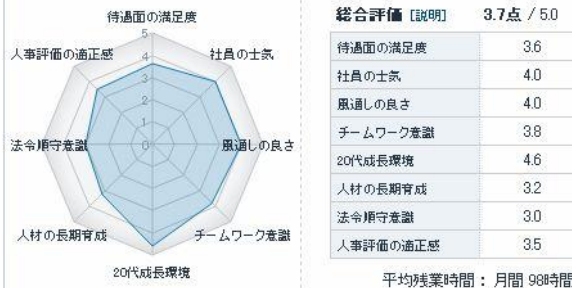 待遇面の満足度
人事評価の適正感
社員の士気
法令順守意識
風通しの良さ
人材の長期育成
チームワーク意識
20代成長環境
5
4
3
2
1
0
総合評価 [説明] 3.7点 / 5.0
待遇面の満足度 3.6
社員の士気 4.0
風通しの良さ 4.0
チームワーク意識 3.8
20代成長環境 4.6
人材の長期育成 3.2
法令順守意識 3.0
人事評価の適正感 3.5
平均残業時間： 月間 98時間